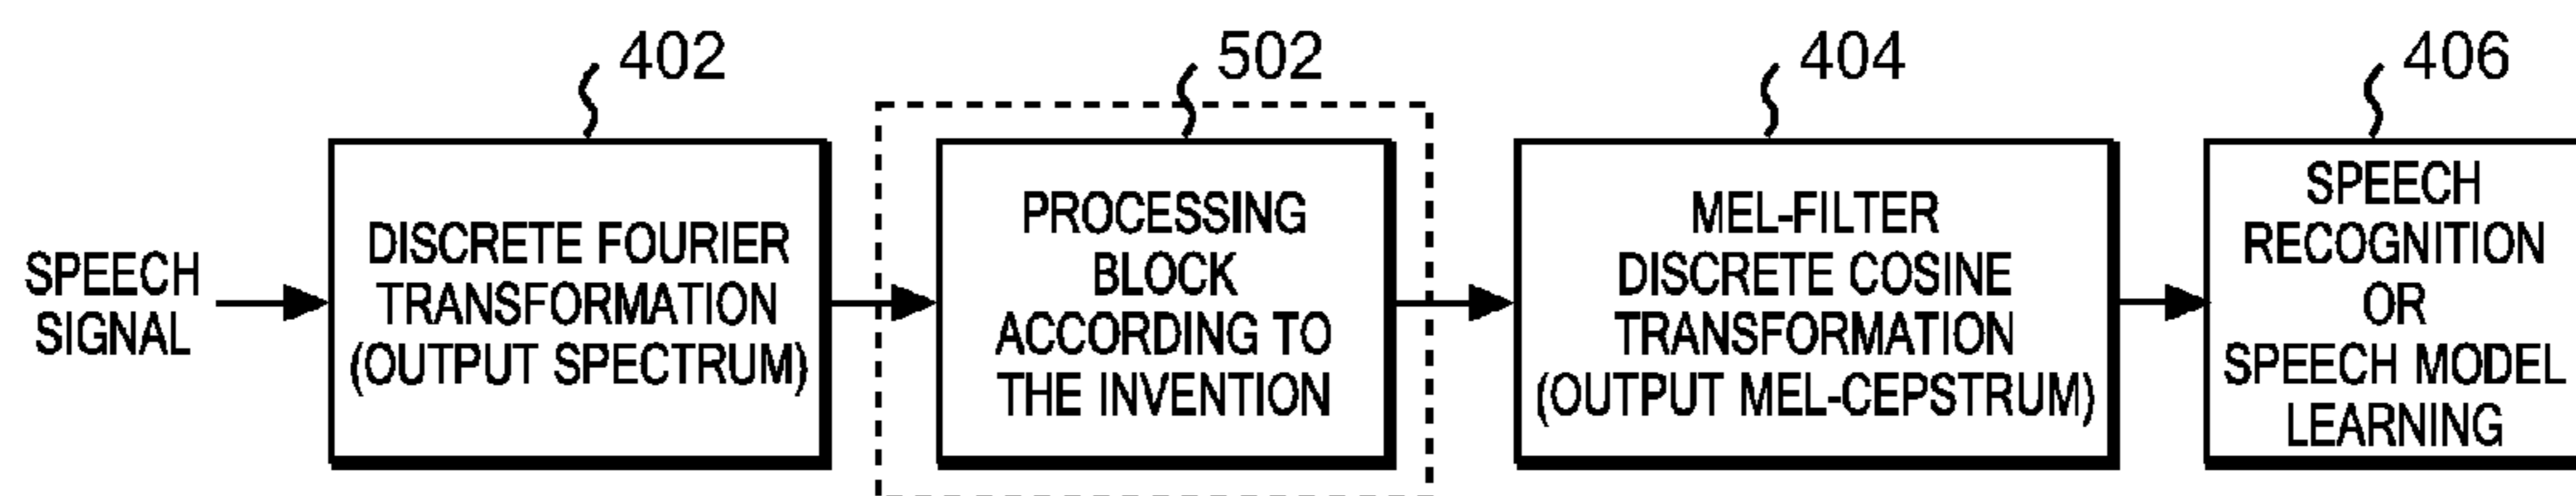 402
502
404
406
SPEECH
SIGNAL
DISCRETE FOURIER
TRANSFORMATION
(OUTPUT SPECTRUM)
PROCESSING
BLOCK
ACCORDING TO
THE INVENTION
MEL-FILTER
DISCRETE COSINE
TRANSFORMATION
(OUTPUT MEL-CEPSTRUM)
SPEECH
RECOGNITION
OR
SPEECH MODEL
LEARNING